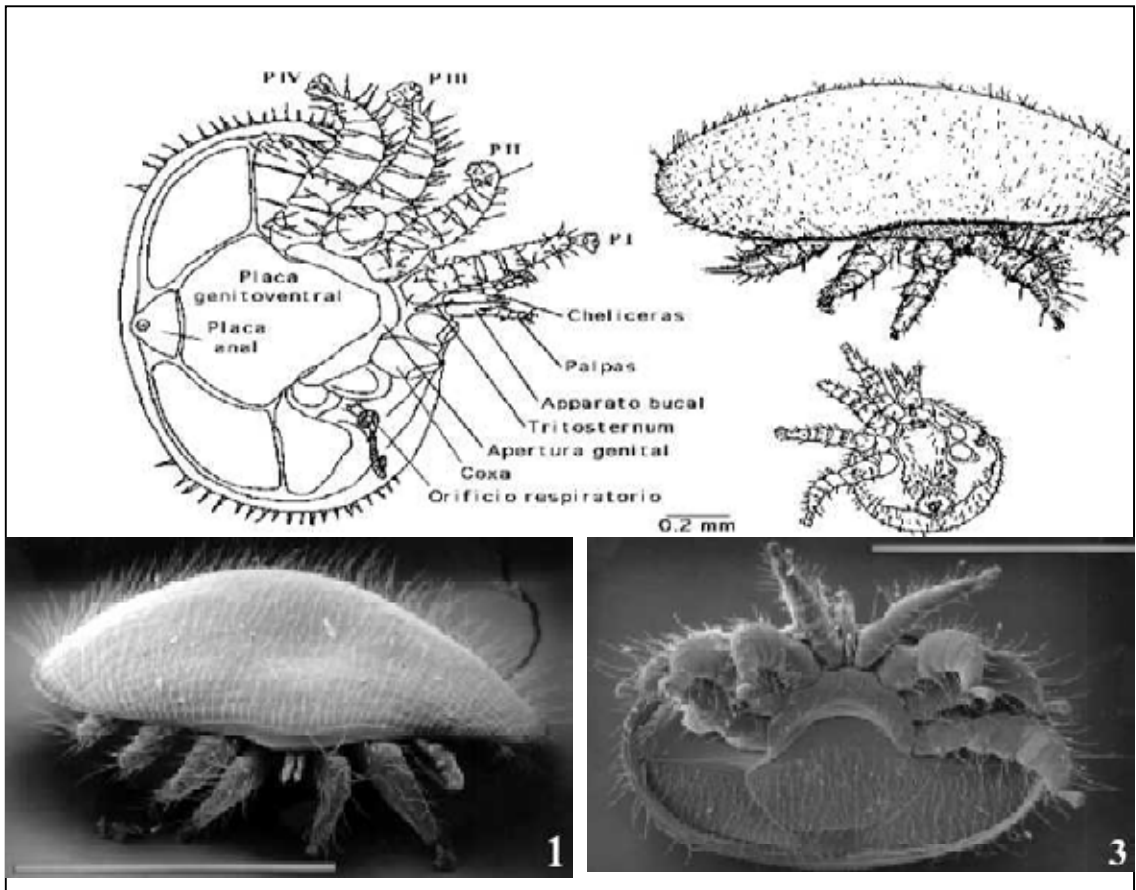 P IV
P III
P II
P I
Placa
genitoventral
Placa
anal
Cheliceras
Palpas
Apparato bucal
Tritosternum
Apertura genital
Coxa
Orificio respiratorio
0.2 mm
1
3